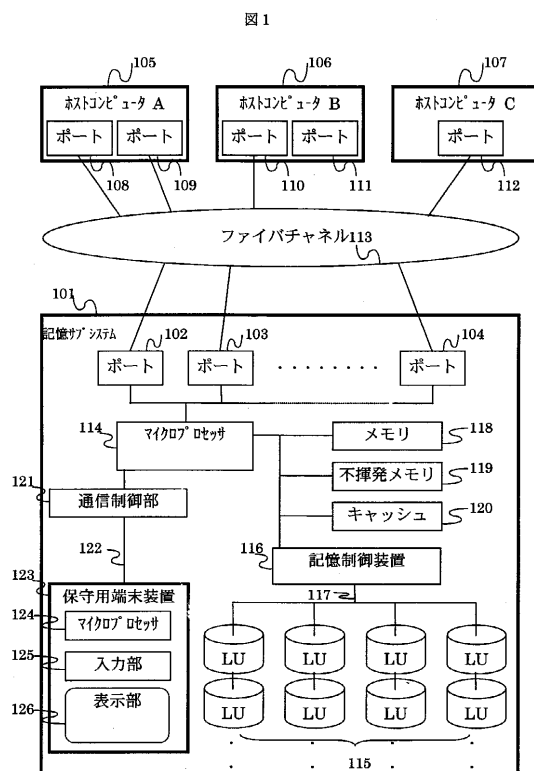 図1
105
106
107
ﾎｽﾄｺﾝﾋﾟｭｰﾀ A
ﾎｽﾄｺﾝﾋﾟｭｰﾀ B
ﾎｽﾄｺﾝﾋﾟｭｰﾀ C
ポート
ポート
ポート
ポート
ポート
108
109
110
111
112
ファイバチャネル113
101
記憶ｻﾌﾞｼｽﾃﾑ
102
103
104
ポート
ポート
・・・・・・・・
ポート
114
ﾏｲｸﾛﾌﾟﾛｾｯｻ
メモリ
118
不揮発メモリ
119
キャッシュ
120
121
通信制御部
116
記憶制御装置
122
117
123
保守用端末装置
124
ﾏｲｸﾛﾌﾟﾛｾｯｻ
125
入力部
126
表示部
LU
LU
LU
LU
LU
LU
LU
LU
115